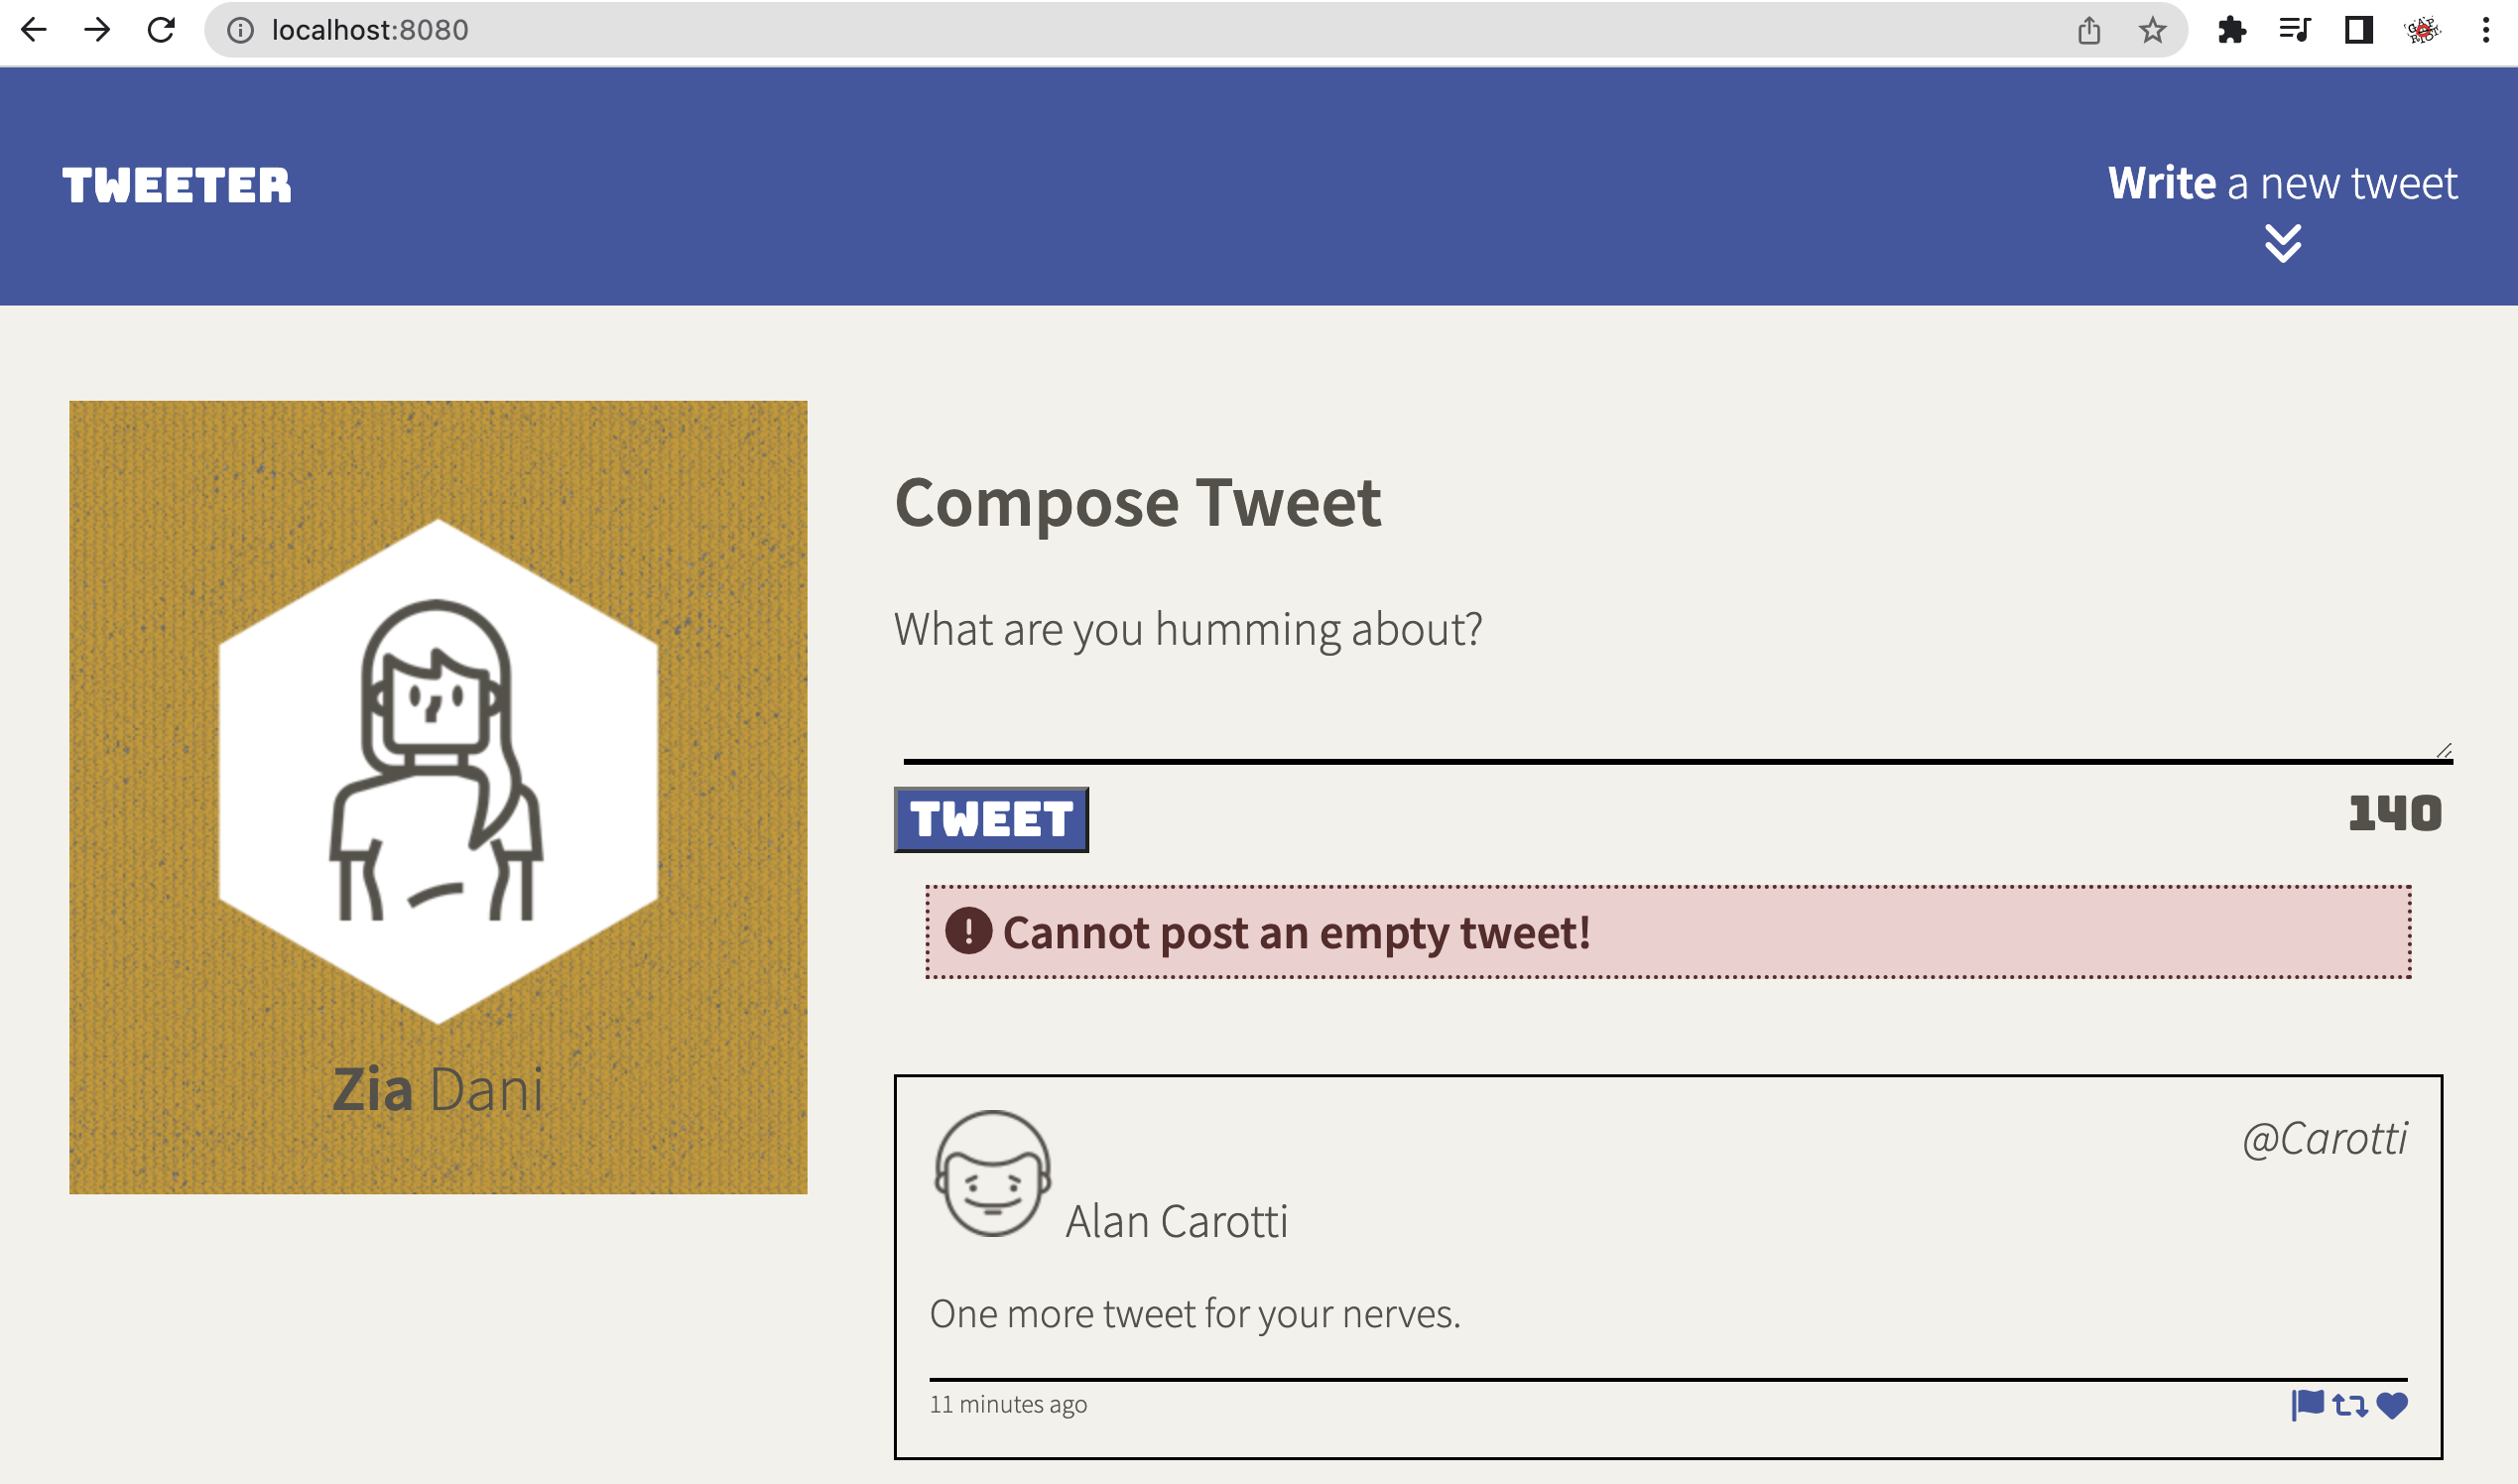 localhost:8080
TWEETER
Write a new tweet
Compose Tweet
What are you humming about?
TWEET
140
Cannot post an empty tweet!
Zia Dani
@Carotti
Alan Carotti
One more tweet for your nerves.
11 minutes ago